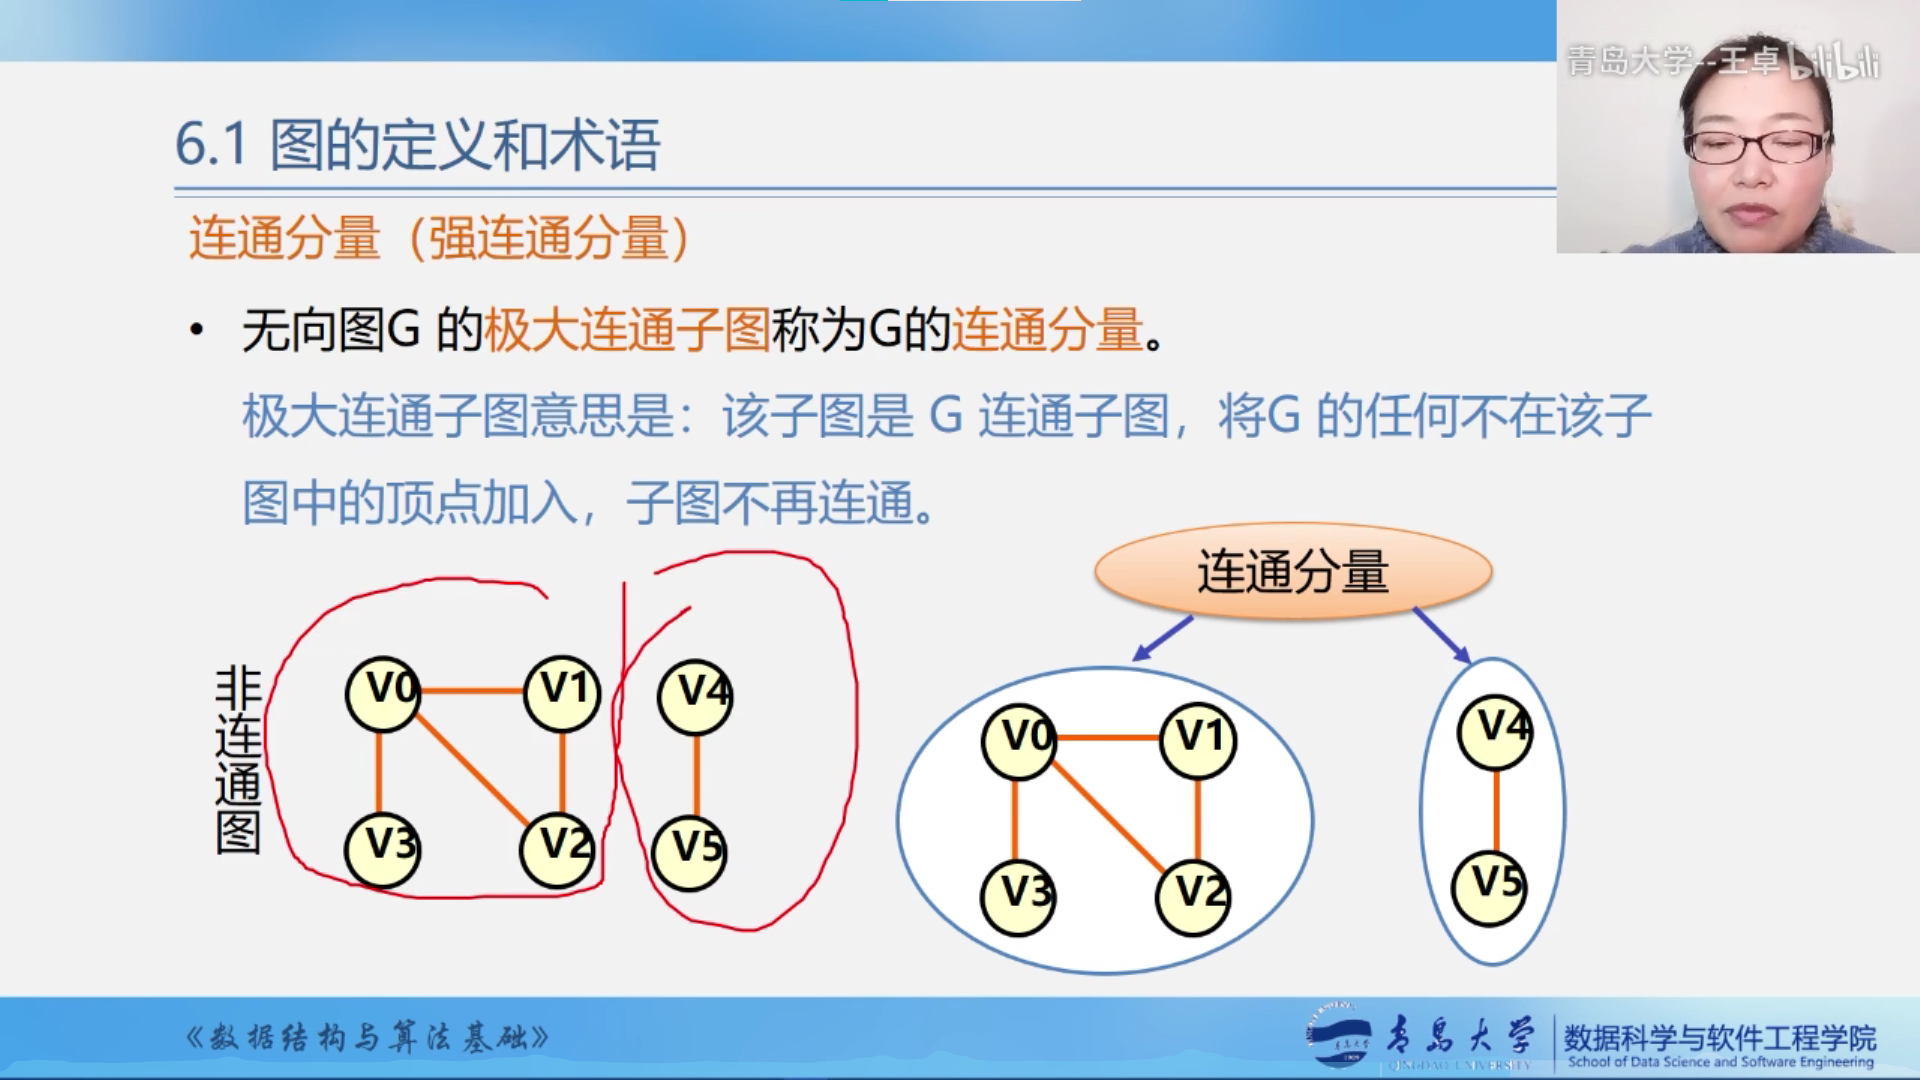 青岛大学--王卓 bilibili
6.1 图的定义和术语
连通分量（强连通分量）
• 无向图G 的极大连通子图称为G的连通分量。
极大连通子图意思是：该子图是 G 连通子图，将G 的任何不在该子
图中的顶点加入，子图不再连通。
连通分量
非连通图
V0 V1 V4
V3 V2 V5
V0 V1 V4
V3 V2 V5
《数据结构与算法基础》
青岛大学
QINGDAO UNIVERSITY
数据科学与软件工程学院
School of Data Science and Software Engineering